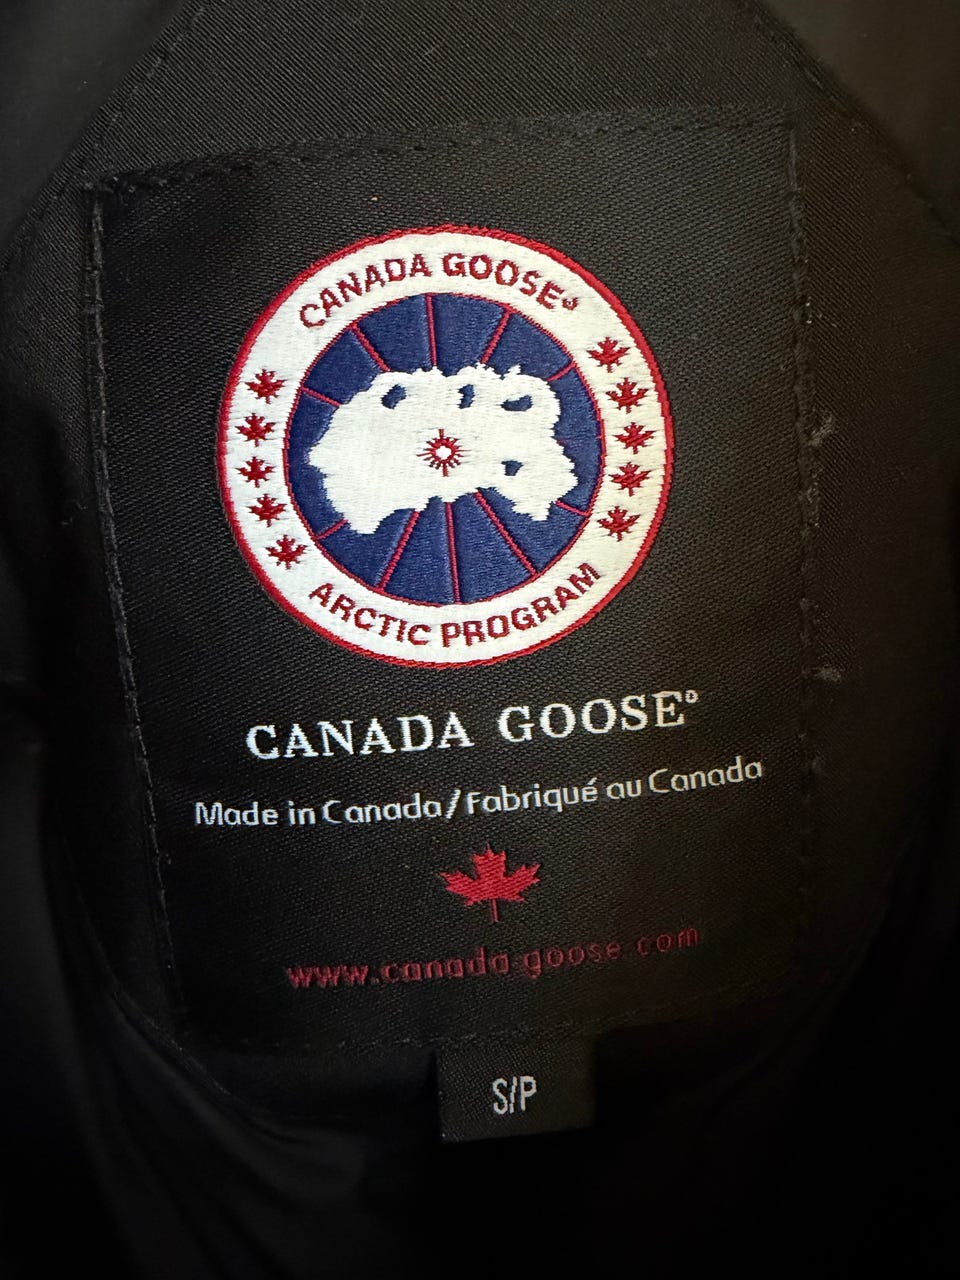 CANADA GOOSE®
ARCTIC PROGRAM
CANADA GOOSE®
Made in Canada/Fabriqué au Canada
www.canada-goose.com
S/P